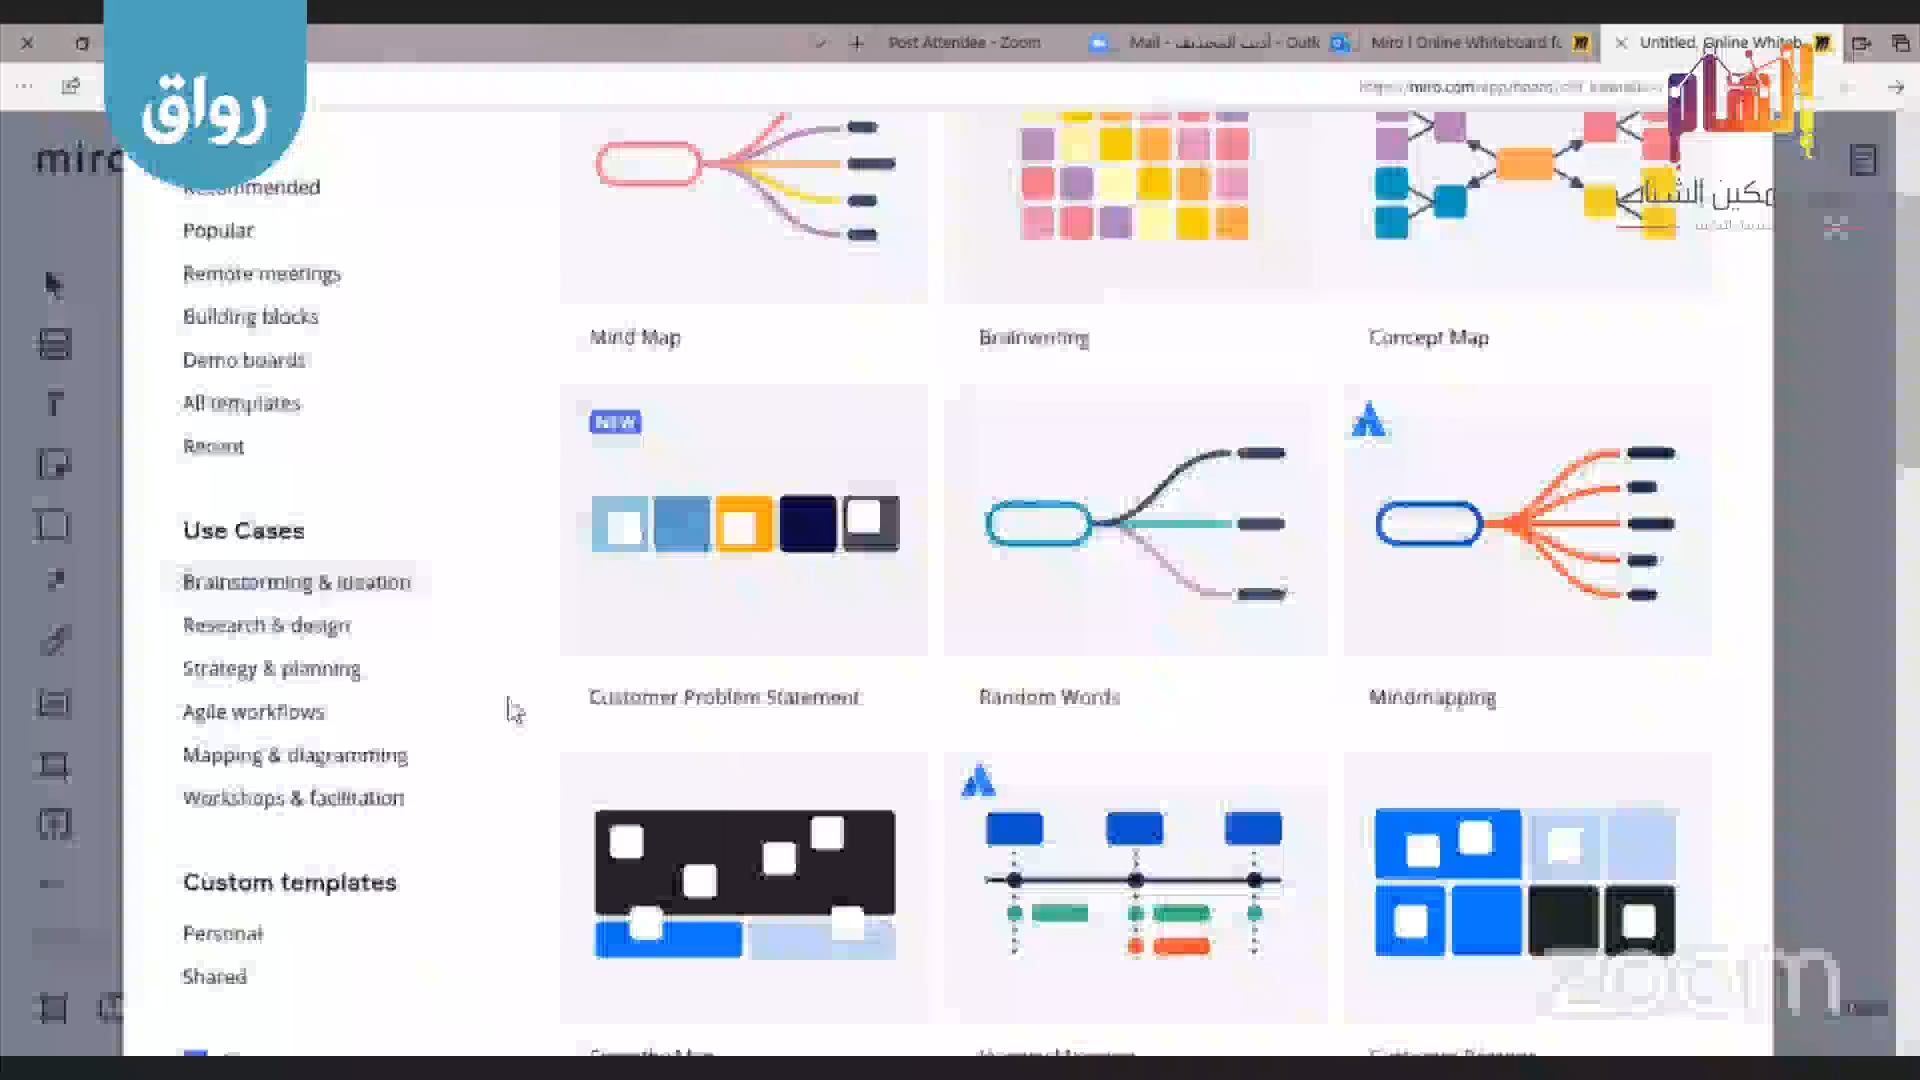 Post Attendee - Zoom
Miro | Online Whiteboard fo
Untitled, Online Whiteb
رواق
miro
Recommended
Popular
Remote meetings
Building blocks
Demo boards
All templates
Recent
Use Cases
Brainstorming & ideation
Research & design
Strategy & planning
Agile workflows
Mapping & diagramming
Workshops & facilitation
Custom templates
Personal
Shared
Mind Map
Brainwriting
Concept Map
NEW
Customer Problem Statement
Random Words
Mindmapping
zoom